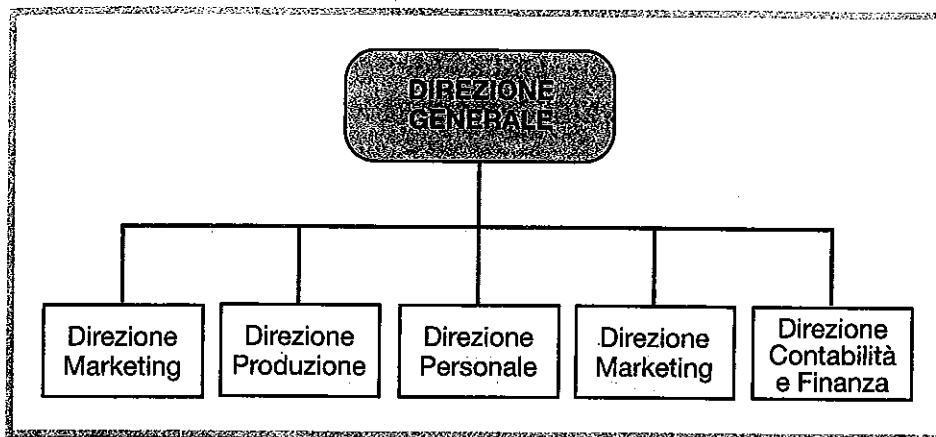 DIREZIONE
GENERALE
Direzione
Marketing
Direzione
Produzione
Direzione
Personale
Direzione
Marketing
Direzione
Contabilità
e Finanza